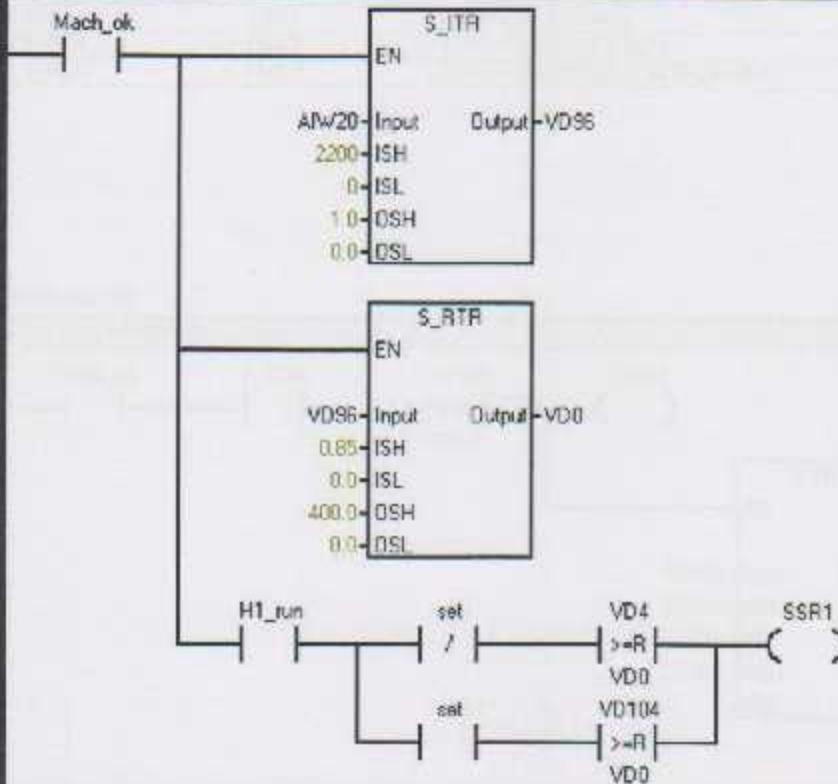 Mach_ok
S_ITR
EN
AIW20 Input Output VD96
2200 ISH
0 ISL
1.0 OSH
0.0 OSL
S_RTR
EN
VD96 Input Output VD0
0.85 ISH
0.0 ISL
400.0 OSH
0.0 OSL
H1_run set VD4 SSR1
/ >=R
VD0
set VD104
>=R
VD0